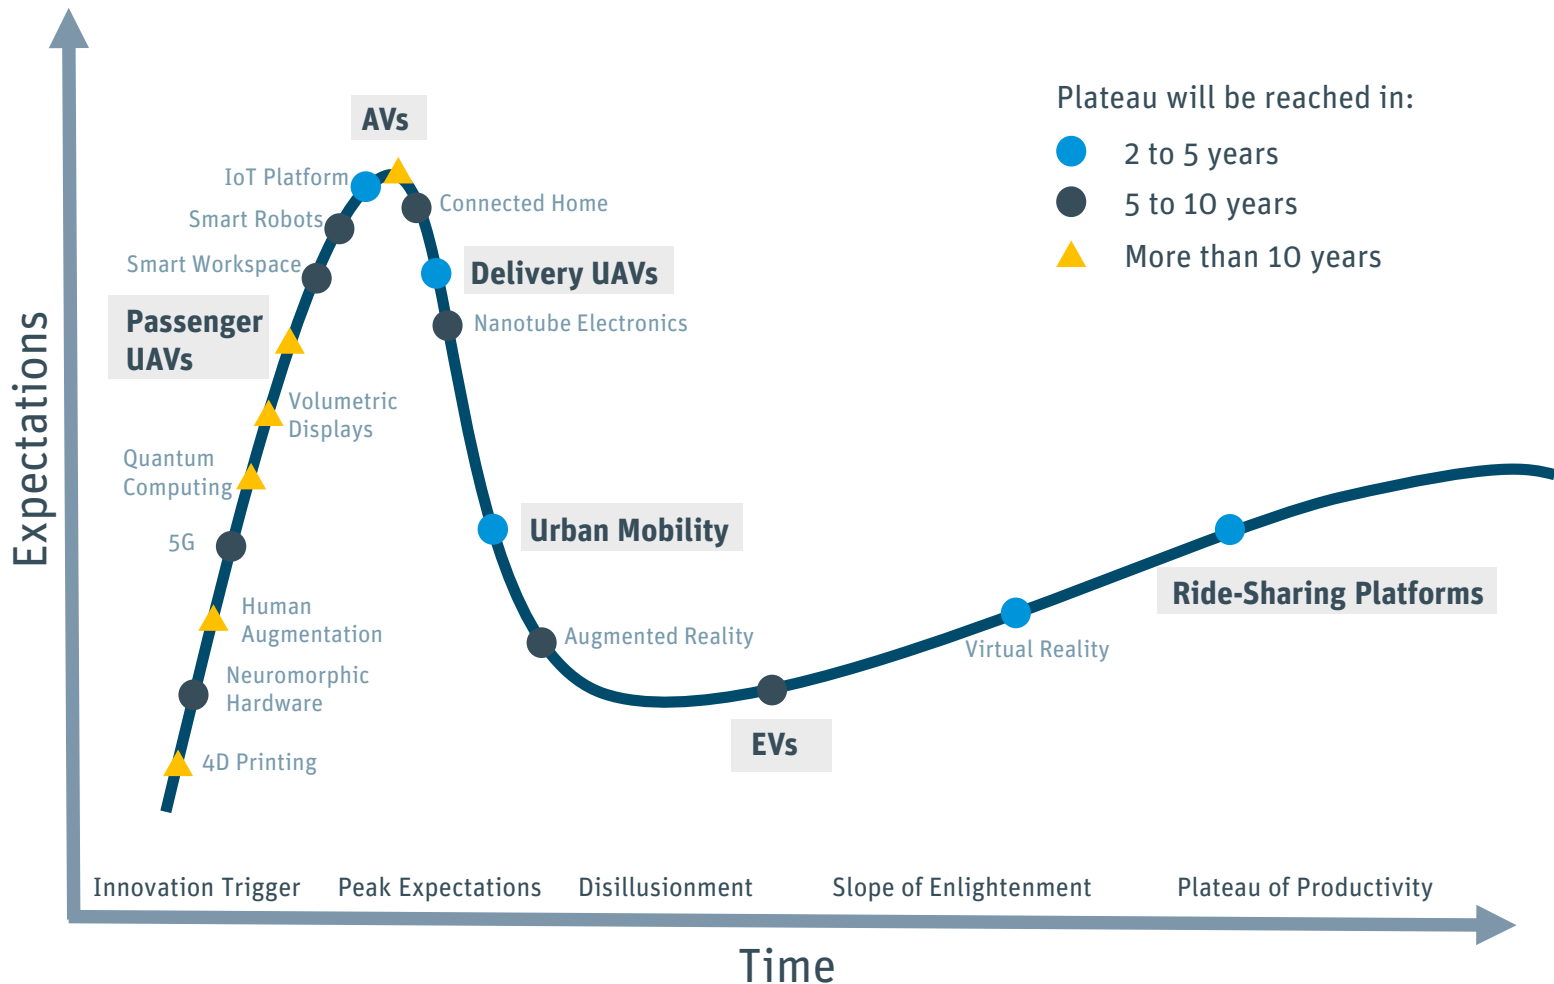 AVs
Plateau will be reached in:
2 to 5 years
5 to 10 years
More than 10 years
IoT Platform
Connected Home
Smart Robots
Smart Workspace
Delivery UAVs
Passenger
UAVs
Nanotube Electronics
Volumetric
Displays
Quantum
Computing
5G
Urban Mobility
Human
Augmentation
Augmented Reality
Neuromorphic
Hardware
4D Printing
EVs
Virtual Reality
Ride-Sharing Platforms
Expectations
Innovation Trigger
Peak Expectations
Disillusionment
Slope of Enlightenment
Plateau of Productivity
Time